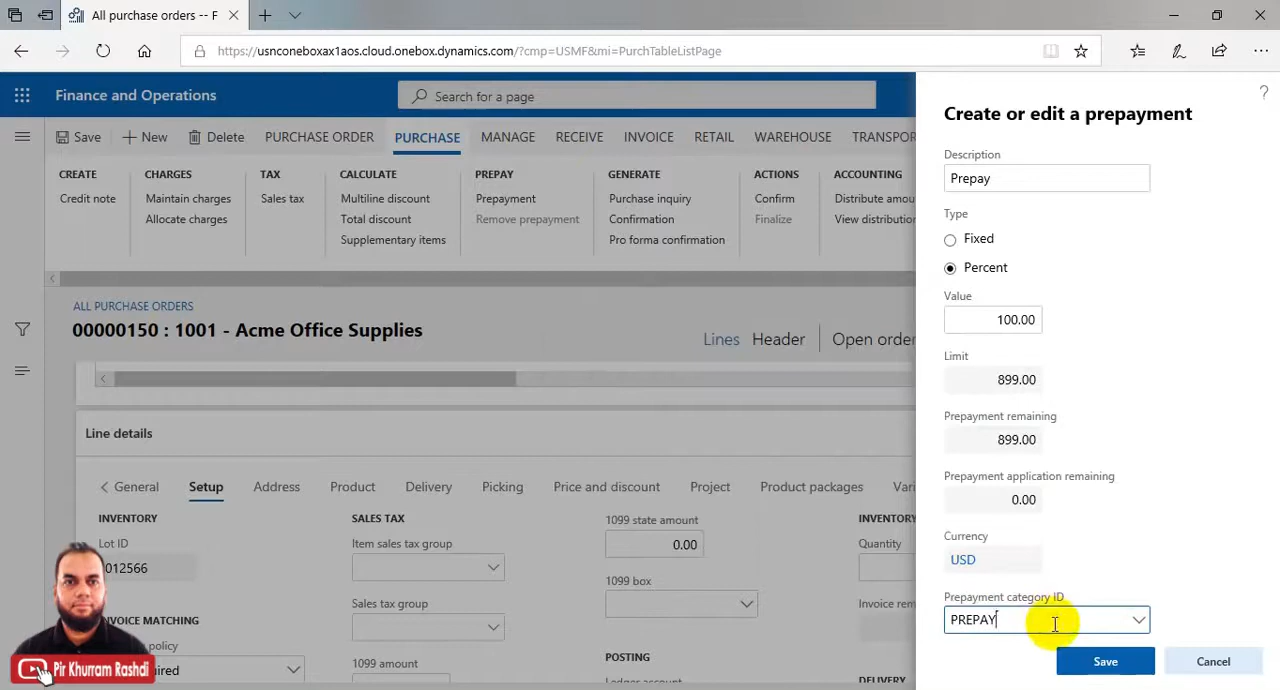 All purchase orders -- F
https://usnconeboxax1aos.cloud.onebox.dynamics.com/?cmp=USMF&mi=PurchTableListPage
Finance and Operations
Search for a page
Save
New
Delete
PURCHASE ORDER
PURCHASE
MANAGE
RECEIVE
INVOICE
RETAIL
WAREHOUSE
TRANSPOR
CREATE
Credit note
CHARGES
Maintain charges
Allocate charges
TAX
Sales tax
CALCULATE
Multiline discount
Total discount
Supplementary items
PREPAY
Prepayment
Remove prepayment
GENERATE
Purchase inquiry
Confirmation
Pro forma confirmation
ACTIONS
Confirm
Finalize
ACCOUNTING
Distribute amou
View distribution
ALL PURCHASE ORDERS
00000150 : 1001 - Acme Office Supplies
Lines
Header
Open order
Line details
General
Setup
Address
Product
Delivery
Picking
Price and discount
Project
Product packages
Vari
INVENTORY
Lot ID
012566
NVOICE MATCHING
policy
ired
SALES TAX
Item sales tax group
Sales tax group
1099 amount
1099 state amount
0.00
1099 box
POSTING
Ledger account
INVENTORY
Quantity
Invoice rem
DELIVERY
Pir Khurram Rashdi
?
Create or edit a prepayment
Description
Prepay
Type
Fixed
Percent
Value
100.00
Limit
899.00
Prepayment remaining
899.00
Prepayment application remaining
0.00
Currency
USD
Prepayment category ID
PREPAY
Save
Cancel